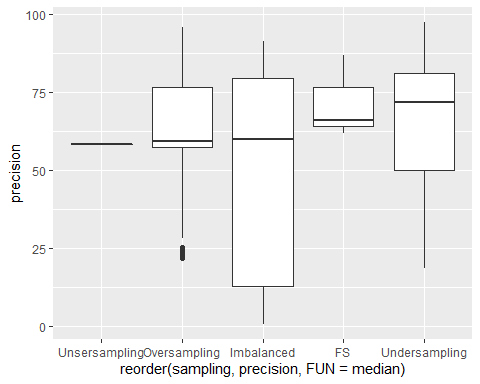 100
75
50
25
0
precision
Unsersampling Oversampling Imbalanced FS Undersampling
reorder(sampling, precision, FUN = median)